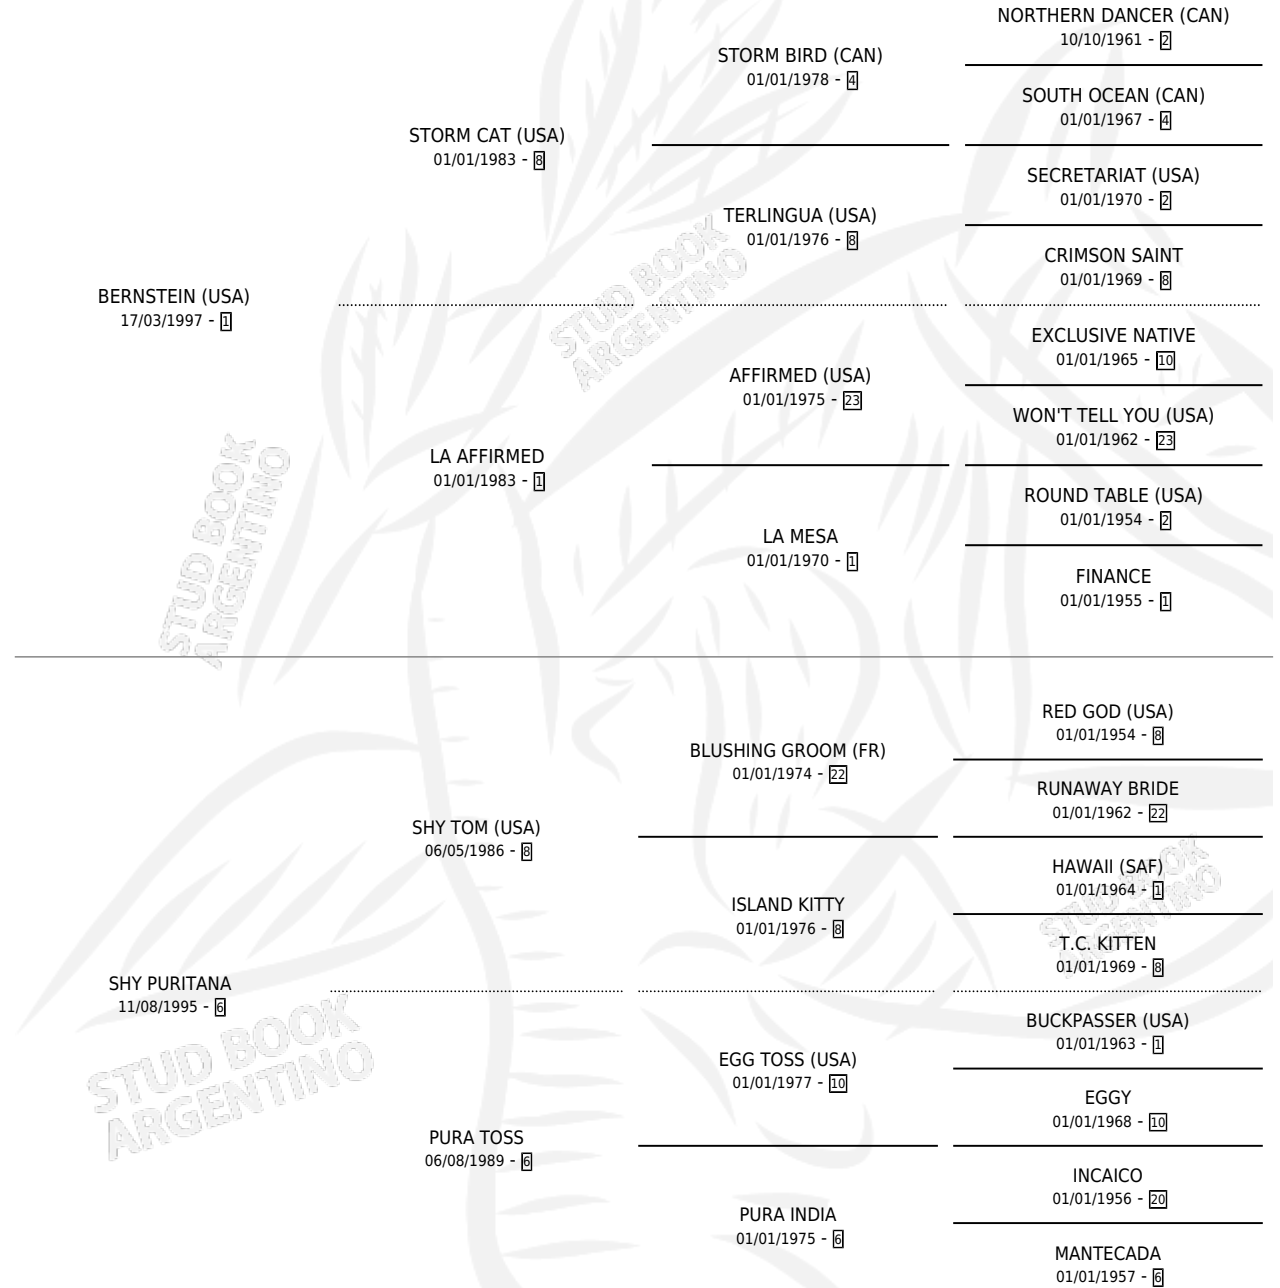 NORTHERN DANCER (CAN)
10/10/1961 - 2
STORM BIRD (CAN)
01/01/1978 - 4
SOUTH OCEAN (CAN)
01/01/1967 - 4
STORM CAT (USA)
01/01/1983 - 8
SECRETARIAT (USA)
01/01/1970 - 2
TERLINGUA (USA)
01/01/1976 - 8
CRIMSON SAINT
01/01/1969 - 8
BERNSTEIN (USA)
17/03/1997 - 1
STUD BOOK
ARGENTINO
EXCLUSIVE NATIVE
01/01/1965 - 10
AFFIRMED (USA)
01/01/1975 - 23
WON'T TELL YOU (USA)
01/01/1962 - 23
LA AFFIRMED
01/01/1983 - 1
ROUND TABLE (USA)
01/01/1954 - 2
LA MESA
01/01/1970 - 1
FINANCE
01/01/1955 - 1
STUD BOOK
ARGENTINO
RED GOD (USA)
01/01/1954 - 8
BLUSHING GROOM (FR)
01/01/1974 - 22
RUNAWAY BRIDE
01/01/1962 - 22
SHY TOM (USA)
06/05/1986 - 8
HAWAII (SAF)
01/01/1964 - 1
ISLAND KITTY
01/01/1976 - 8
T.C. KITTEN
01/01/1969 - 8
STUD BOOK
ARGENTINO
SHY PURITANA
11/08/1995 - 6
BUCKPASSER (USA)
01/01/1963 - 1
EGG TOSS (USA)
01/01/1977 - 10
EGGY
01/01/1968 - 10
PURA TOSS
06/08/1989 - 6
INCAICO
01/01/1956 - 20
PURA INDIA
01/01/1975 - 6
MANTECADA
01/01/1957 - 6
STUD BOOK
ARGENTINO